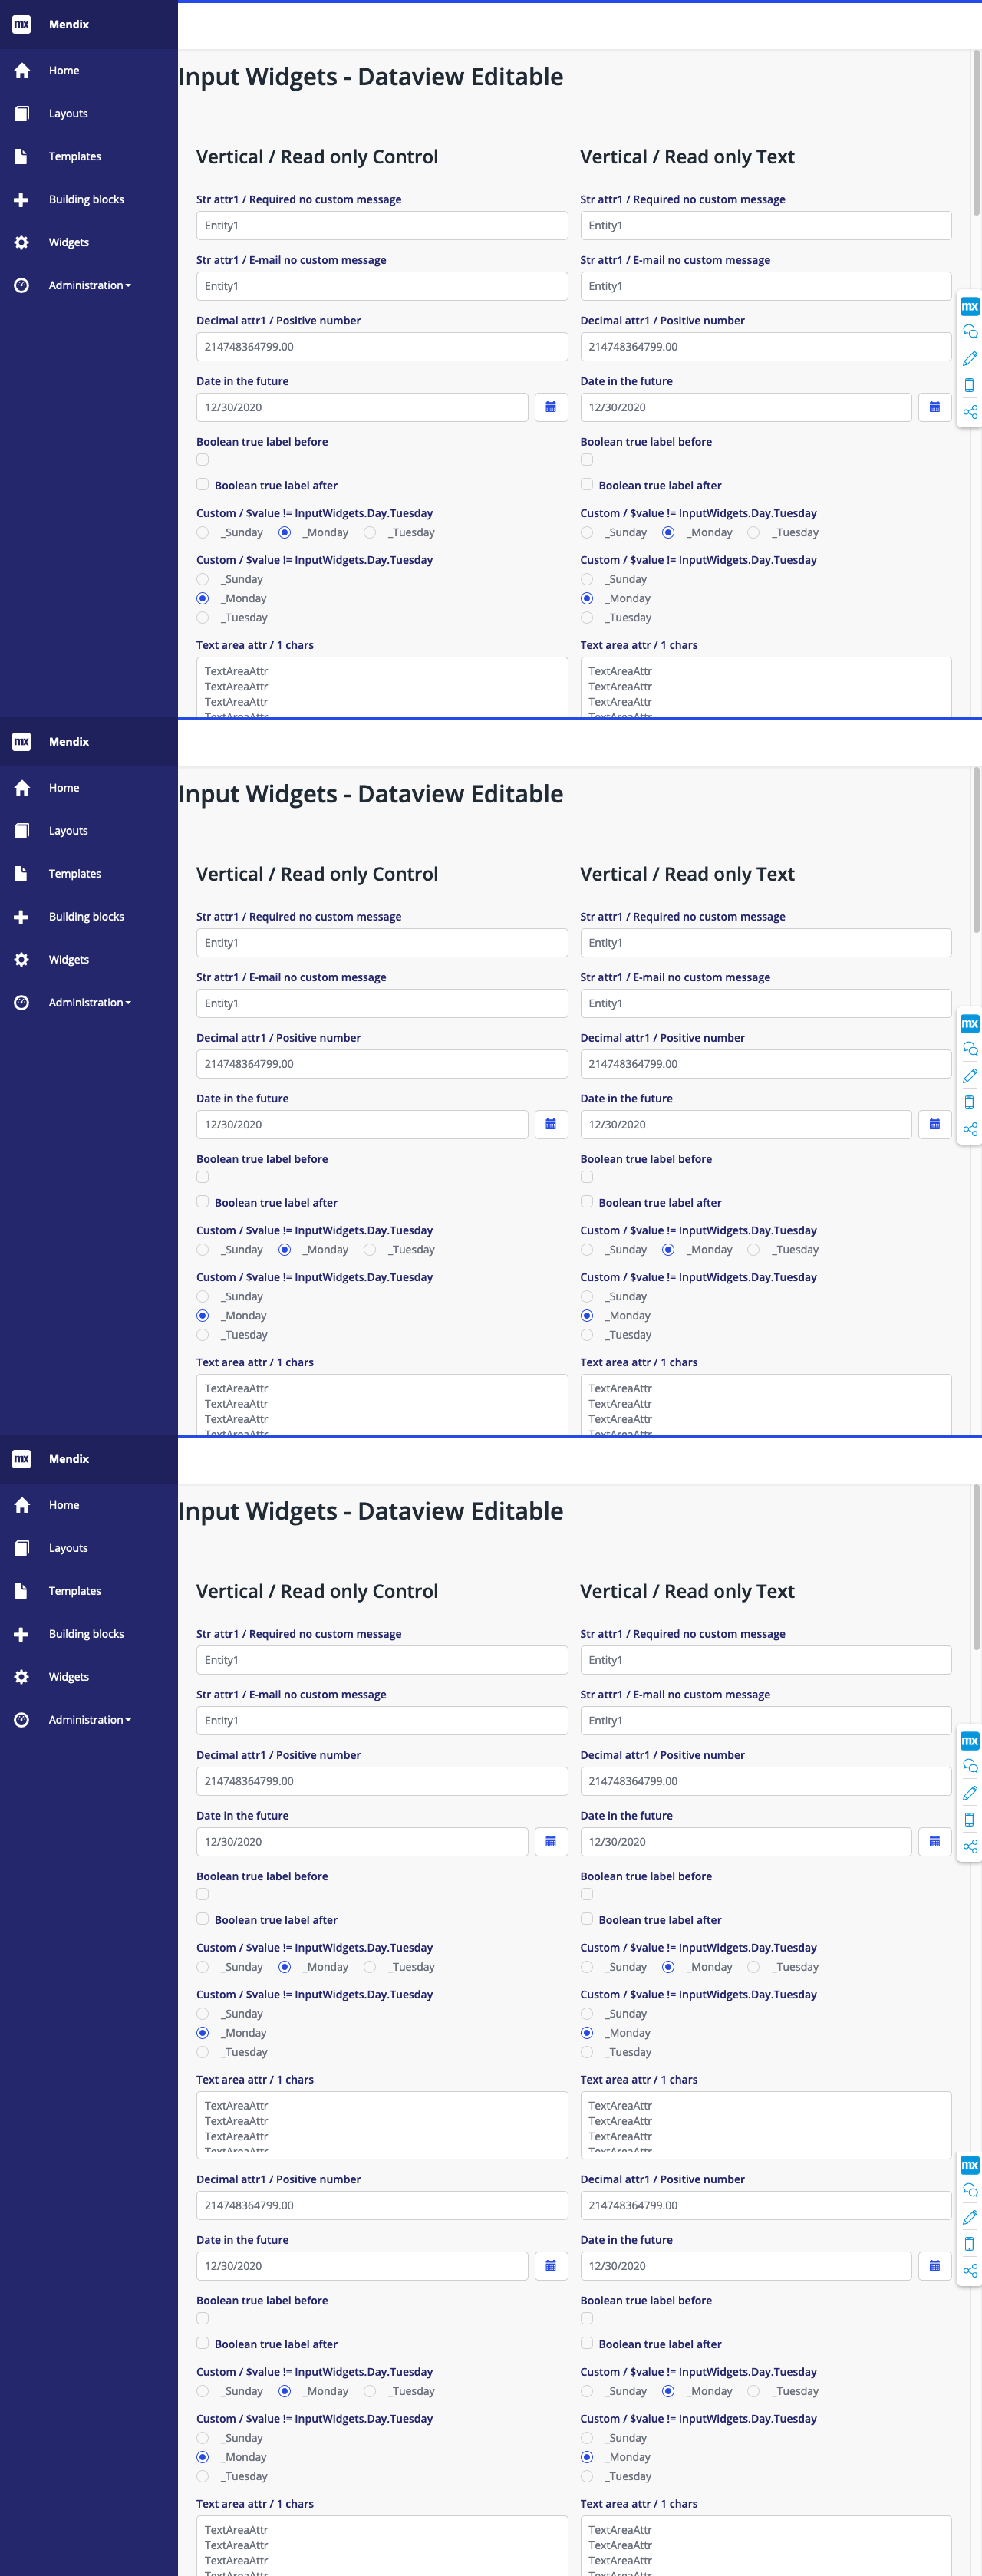 mx Mendix
Home
Layouts
Templates
Building blocks
Widgets
Administration
Input Widgets - Dataview Editable
Vertical / Read only Control
Str attr1 / Required no custom message
Entity1
Str attr1 / E-mail no custom message
Entity1
Decimal attr1 / Positive number
214748364799.00
Date in the future
12/30/2020
Boolean true label before
Boolean true label after
Custom / $value != InputWidgets.Day.Tuesday
_Sunday _Monday _Tuesday
Custom / $value != InputWidgets.Day.Tuesday
_Sunday
_Monday
_Tuesday
Text area attr / 1 chars
TextAreaAttr
TextAreaAttr
TextAreaAttr
TextAreaAttr
Vertical / Read only Text
Str attr1 / Required no custom message
Entity1
Str attr1 / E-mail no custom message
Entity1
Decimal attr1 / Positive number
214748364799.00
Date in the future
12/30/2020
Boolean true label before
Boolean true label after
Custom / $value != InputWidgets.Day.Tuesday
_Sunday _Monday _Tuesday
Custom / $value != InputWidgets.Day.Tuesday
_Sunday
_Monday
_Tuesday
Text area attr / 1 chars
TextAreaAttr
TextAreaAttr
TextAreaAttr
TextAreaAttr
mx
mx Mendix
Home
Layouts
Templates
Building blocks
Widgets
Administration
Input Widgets - Dataview Editable
Vertical / Read only Control
Str attr1 / Required no custom message
Entity1
Str attr1 / E-mail no custom message
Entity1
Decimal attr1 / Positive number
214748364799.00
Date in the future
12/30/2020
Boolean true label before
Boolean true label after
Custom / $value != InputWidgets.Day.Tuesday
_Sunday _Monday _Tuesday
Custom / $value != InputWidgets.Day.Tuesday
_Sunday
_Monday
_Tuesday
Text area attr / 1 chars
TextAreaAttr
TextAreaAttr
TextAreaAttr
TextAreaAttr
Vertical / Read only Text
Str attr1 / Required no custom message
Entity1
Str attr1 / E-mail no custom message
Entity1
Decimal attr1 / Positive number
214748364799.00
Date in the future
12/30/2020
Boolean true label before
Boolean true label after
Custom / $value != InputWidgets.Day.Tuesday
_Sunday _Monday _Tuesday
Custom / $value != InputWidgets.Day.Tuesday
_Sunday
_Monday
_Tuesday
Text area attr / 1 chars
TextAreaAttr
TextAreaAttr
TextAreaAttr
TextAreaAttr
mx
mx Mendix
Home
Layouts
Templates
Building blocks
Widgets
Administration
Input Widgets - Dataview Editable
Vertical / Read only Control
Str attr1 / Required no custom message
Entity1
Str attr1 / E-mail no custom message
Entity1
Decimal attr1 / Positive number
214748364799.00
Date in the future
12/30/2020
Boolean true label before
Boolean true label after
Custom / $value != InputWidgets.Day.Tuesday
_Sunday _Monday _Tuesday
Custom / $value != InputWidgets.Day.Tuesday
_Sunday
_Monday
_Tuesday
Text area attr / 1 chars
TextAreaAttr
TextAreaAttr
TextAreaAttr
TextAreaAttr
Decimal attr1 / Positive number
214748364799.00
Date in the future
12/30/2020
Boolean true label before
Boolean true label after
Custom / $value != InputWidgets.Day.Tuesday
_Sunday _Monday _Tuesday
Custom / $value != InputWidgets.Day.Tuesday
_Sunday
_Monday
_Tuesday
Text area attr / 1 chars
TextAreaAttr
TextAreaAttr
TextAreaAttr
TextAreaAttr
Vertical / Read only Text
Str attr1 / Required no custom message
Entity1
Str attr1 / E-mail no custom message
Entity1
Decimal attr1 / Positive number
214748364799.00
Date in the future
12/30/2020
Boolean true label before
Boolean true label after
Custom / $value != InputWidgets.Day.Tuesday
_Sunday _Monday _Tuesday
Custom / $value != InputWidgets.Day.Tuesday
_Sunday
_Monday
_Tuesday
Text area attr / 1 chars
TextAreaAttr
TextAreaAttr
TextAreaAttr
TextAreaAttr
Decimal attr1 / Positive number
214748364799.00
Date in the future
12/30/2020
Boolean true label before
Boolean true label after
Custom / $value != InputWidgets.Day.Tuesday
_Sunday _Monday _Tuesday
Custom / $value != InputWidgets.Day.Tuesday
_Sunday
_Monday
_Tuesday
Text area attr / 1 chars
TextAreaAttr
TextAreaAttr
TextAreaAttr
TextAreaAttr
mx
mx